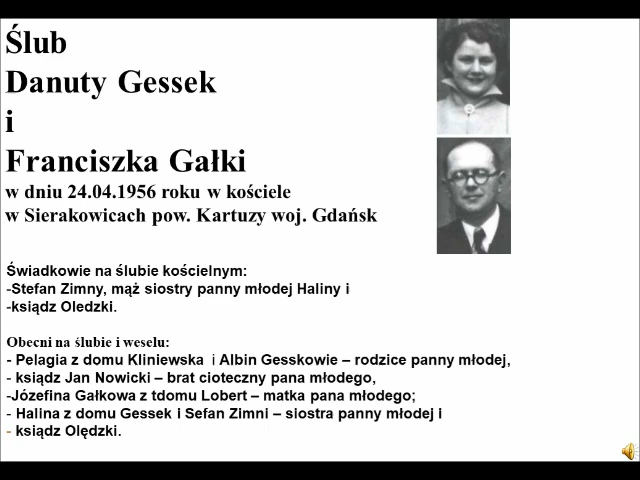 Ślub
Danuty Gessek
i
Franciszka Gałki
w dniu 24.04.1956 roku w kościele
w Sierakowicach pow. Kartuzy woj. Gdańsk
Świadkowie na ślubie kościelnym:
-Stefan Zimny, mąż siostry panny młodej Haliny i
-ksiądz Oledzki.
Obecni na ślubie i weselu:
- Pelagia z domu Kliniewska i Albin Gesskowie – rodzice panny młodej,
- ksiądz Jan Nowicki – brat cioteczny pana młodego,
-Józefina Gałkowa z tdomu Lobert – matka pana młodego;
- Halina z domu Gessek i Sefan Zimni – siostra panny młodej i
- ksiądz Olędzki.